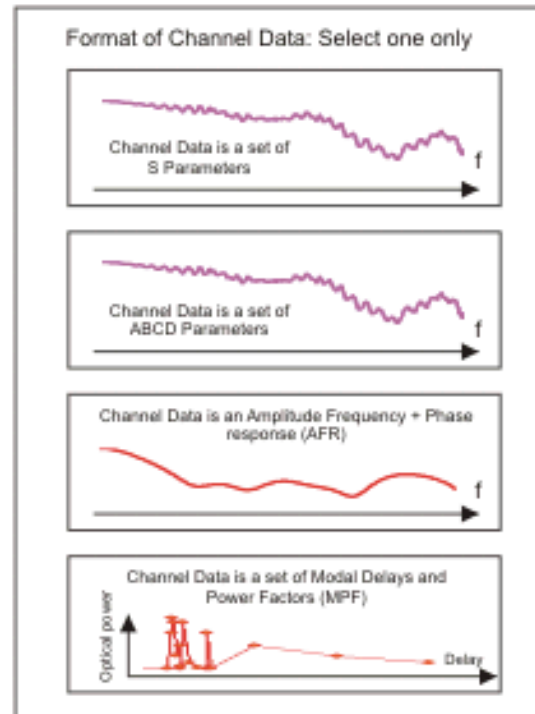 Format of Channel Data: Select one only
Channel Data is a set of
S Parameters
f
Channel Data is a set of
ABCD Parameters
f
Channel Data is an Amplitude Frequency + Phase
response (AFR)
f
Channel Data is a set of Modal Delays and
Power Factors (MPF)
Optical power
Delay